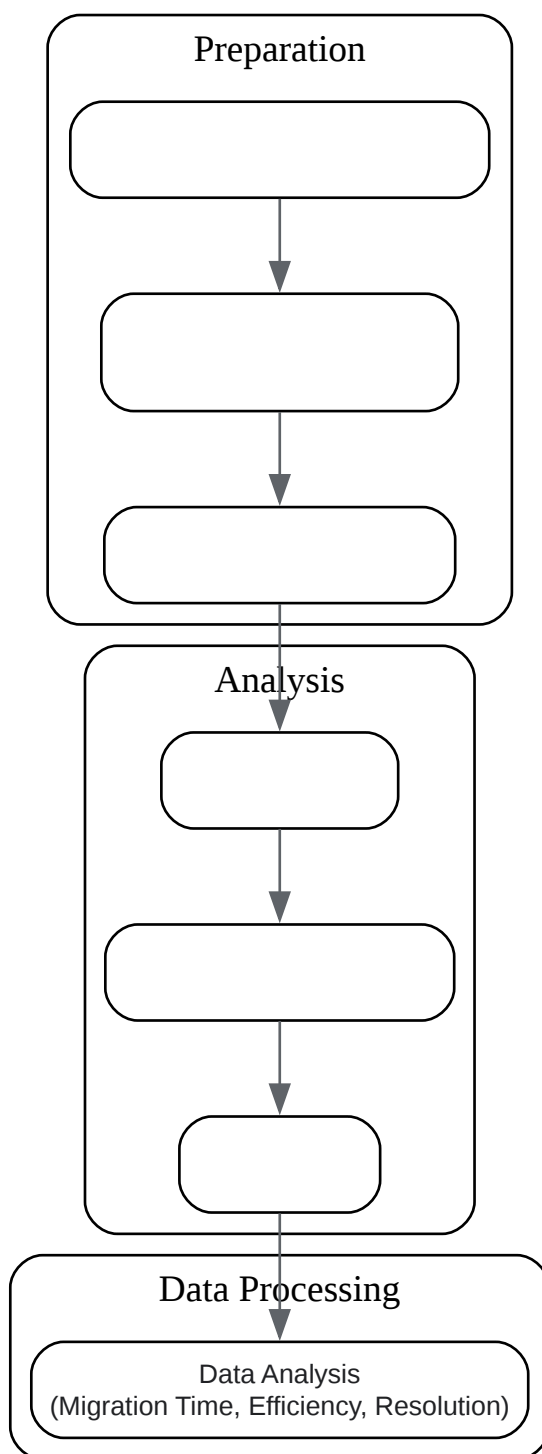 Preparation
Analysis
Data Processing
Data Analysis
(Migration Time, Efficiency, Resolution)